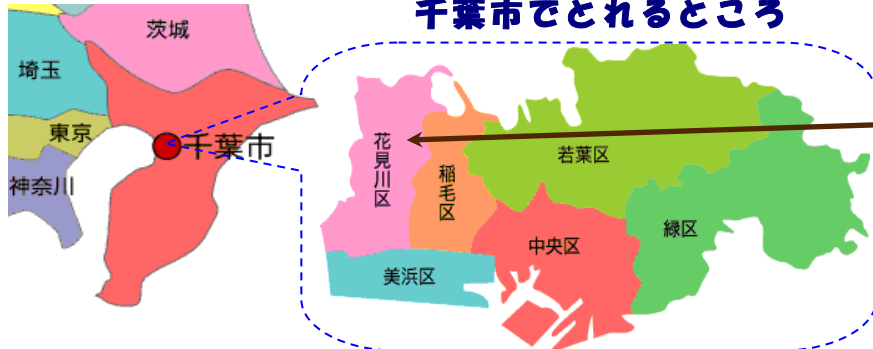 千葉市でとれるところ
茨城
埼玉
東京
千葉市
神奈川
花見川区
稲毛区
若葉区
緑区
中央区
美浜区